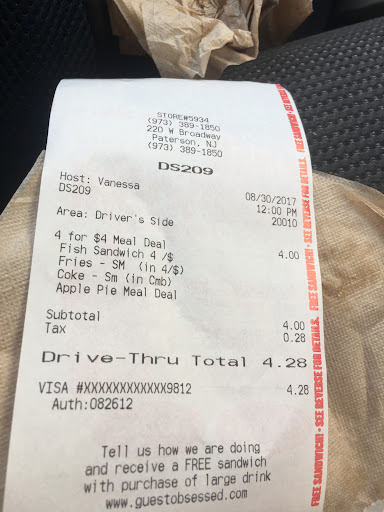 STORE#5934
(973) 389-1850
220 W Broadway
Paterson, NJ
(973) 389-1850
DS209
Host: Vanessa 08/30/2017
DS209 12:00 PM
20010
Area: Driver's Side
4 for $4 Meal Deal 4.00
Fish Sandwich 4 /$
Fries - SM (in 4/$)
Coke - Sm (in Cmb)
Apple Pie Meal Deal
Subtotal 4.00
Tax 0.28
Drive-Thru Total 4.28
VISA #XXXXXXXXXXXX9812 4.28
Auth:082612
Tell us how we are doing
and receive a FREE sandwich
with purchase of large drink
www.guestobsessed.com
FREE SANDWICH! - SEE REVERSE FOR DETAILS. FREE SANDWICH! - SEE REVERSE FOR DETAILS. FREE SANDWICH!